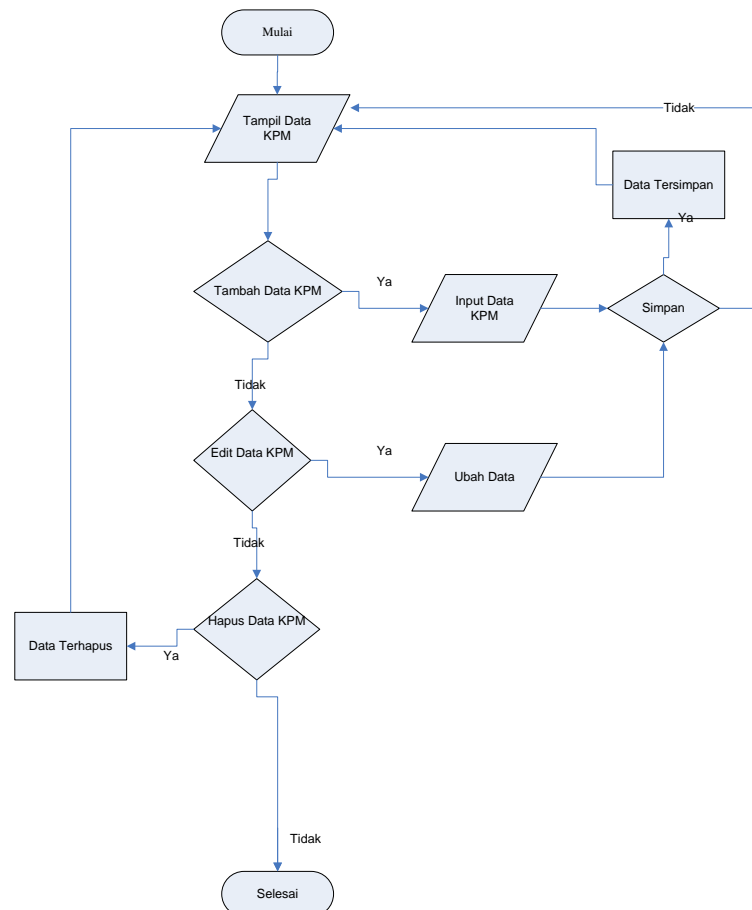 Mulai
Tampil Data
KPM
Tidak
Data Tersimpan
Ya
Tambah Data KPM
Ya
Input Data
KPM
Simpan
Tidak
Edit Data KPM
Ya
Ubah Data
Tidak
Hapus Data KPM
Data Terhapus
Ya
Tidak
Selesai